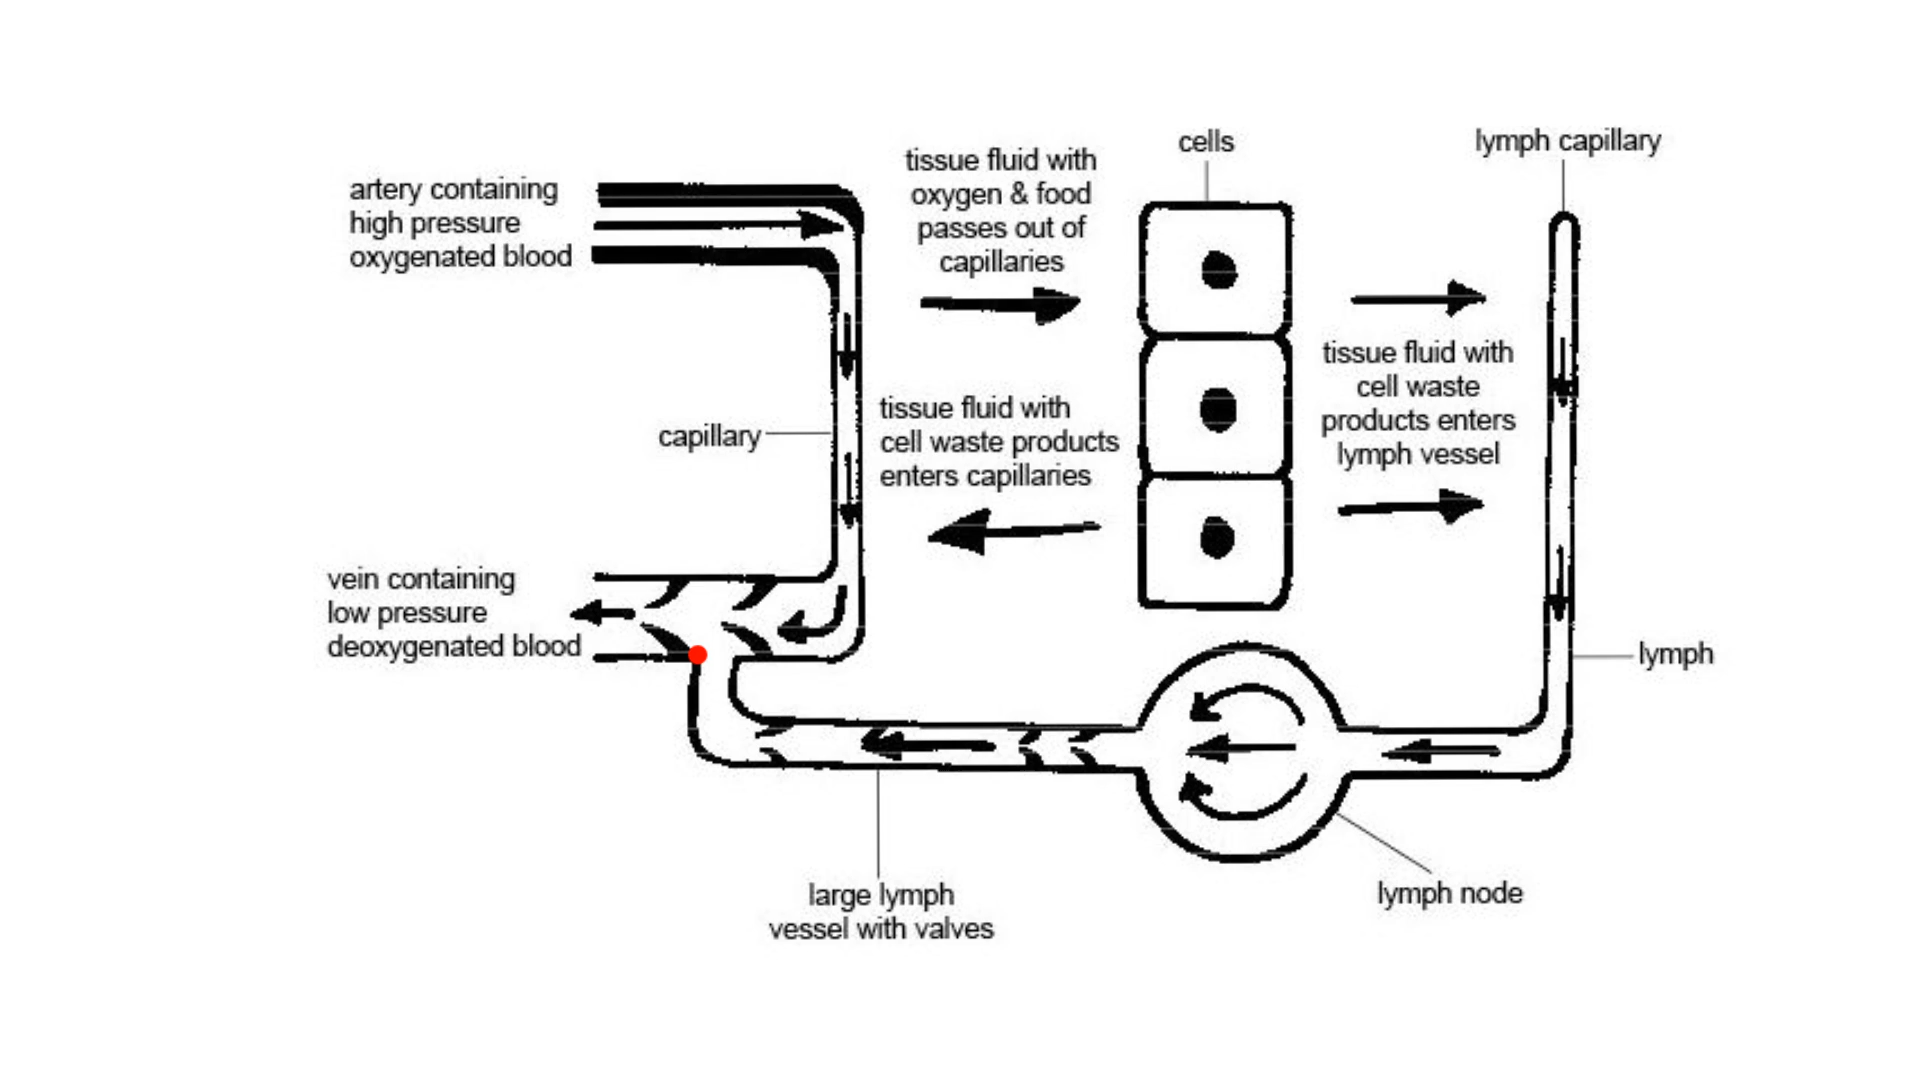 artery containing
high pressure
oxygenated blood
tissue fluid with
oxygen & food
passes out of
capillaries
cells
lymph capillary
capillary
tissue fluid with
cell waste products
enters capillaries
tissue fluid with
cell waste
products enters
lymph vessel
vein containing
low pressure
deoxygenated blood
lymph
large lymph
vessel with valves
lymph node